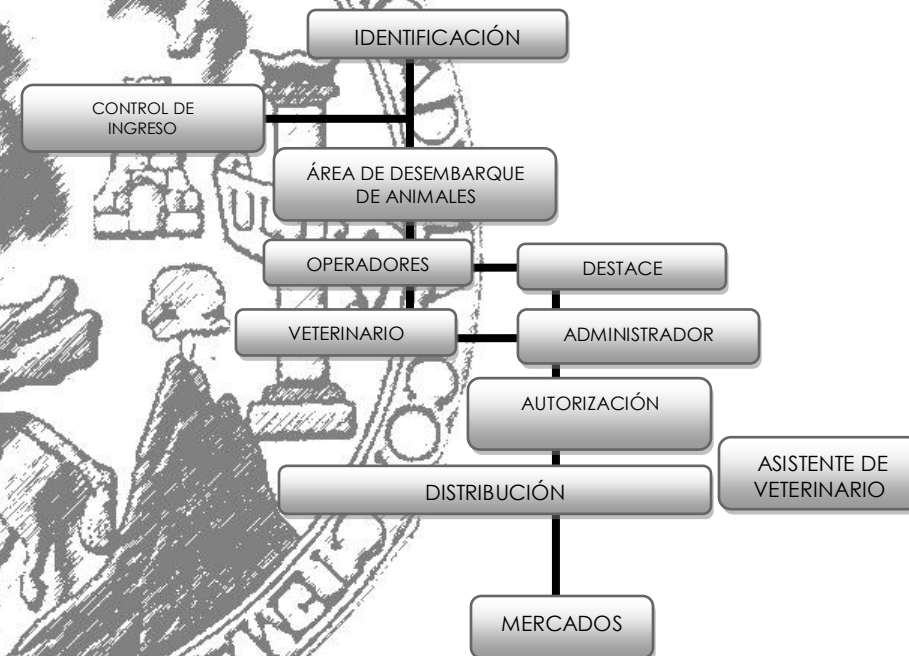 IDENTIFICACIÓN
CONTROL DE
INGRESO
ÁREA DE DESEMBARQUE
DE ANIMALES
OPERADORES
DESTACE
VETERINARIO
ADMINISTRADOR
AUTORIZACIÓN
ASISTENTE DE
VETERINARIO
DISTRIBUCIÓN
MERCADOS